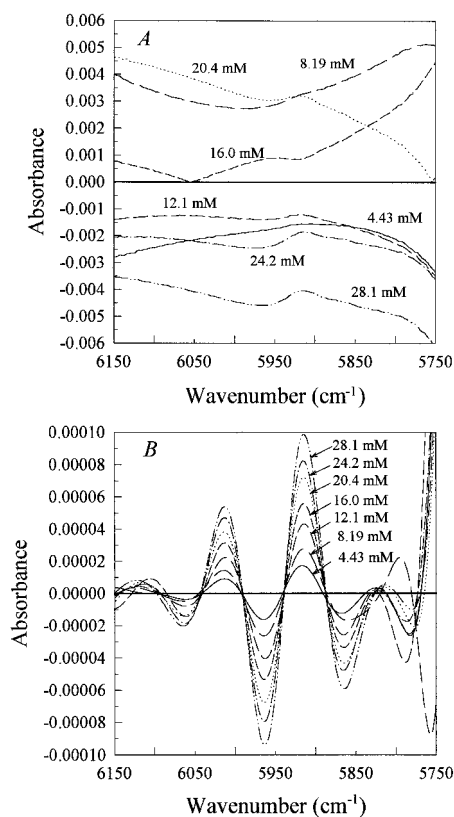 A
0.006
0.005
0.004
0.003
0.002
0.001
0.000
-0.001
-0.002
-0.003
-0.004
-0.005
-0.006
Absorbance
20.4 mM
8.19 mM
16.0 mM
12.1 mM
4.43 mM
24.2 mM
28.1 mM
6150 6050 5950 5850 5750
Wavenumber (cm-1)
B
0.00010
0.00008
0.00006
0.00004
0.00002
0.00000
-0.00002
-0.00004
-0.00006
-0.00008
-0.00010
Absorbance
28.1 mM
24.2 mM
20.4 mM
16.0 mM
12.1 mM
8.19 mM
4.43 mM
6150 6050 5950 5850 5750
Wavenumber (cm-1)